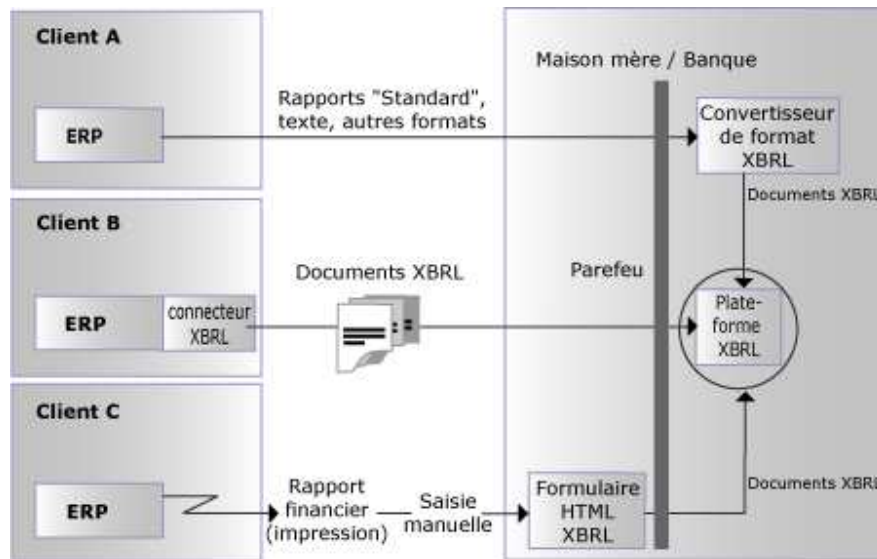 Client A
ERP
Rapports "Standard",
texte, autres formats
Maison mère / Banque
Convertisseur
de format
XBRL
Documents XBRL
Client B
ERP
connecteur
XBRL
Documents XBRL
Parefeu
Plate-
forme
XBRL
Client C
ERP
Rapport
financier
(impression)
Saisie
manuelle
Formulaire
HTML
XBRL
Documents XBRL